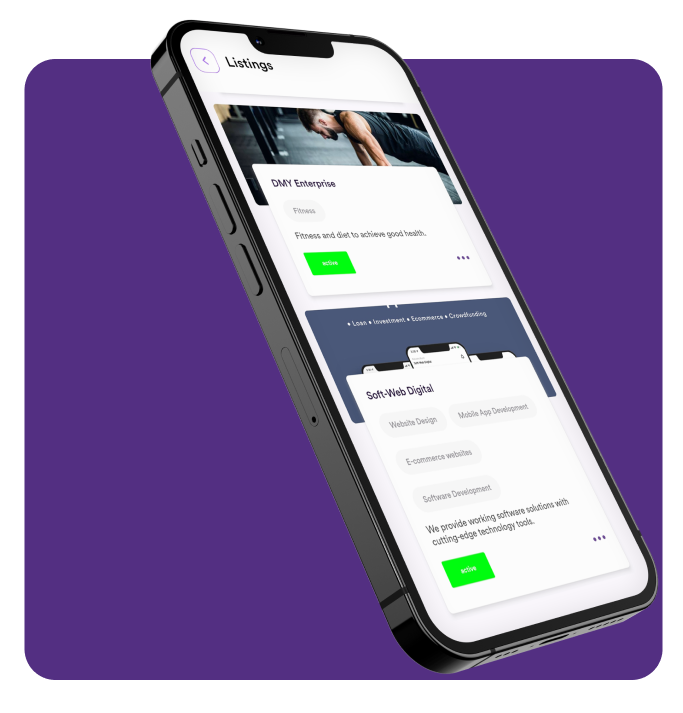 Listings
DMY Enterprise
Fitness
Fitness and diet to achieve good health,
active
• Loan • Investment • Ecommerce • Crowdfunding
Soft-Web Digital
Website Design
Mobile App Development
E-commerce websites
Software Development
We provide working software solutions with
cutting-edge technology tools.
active